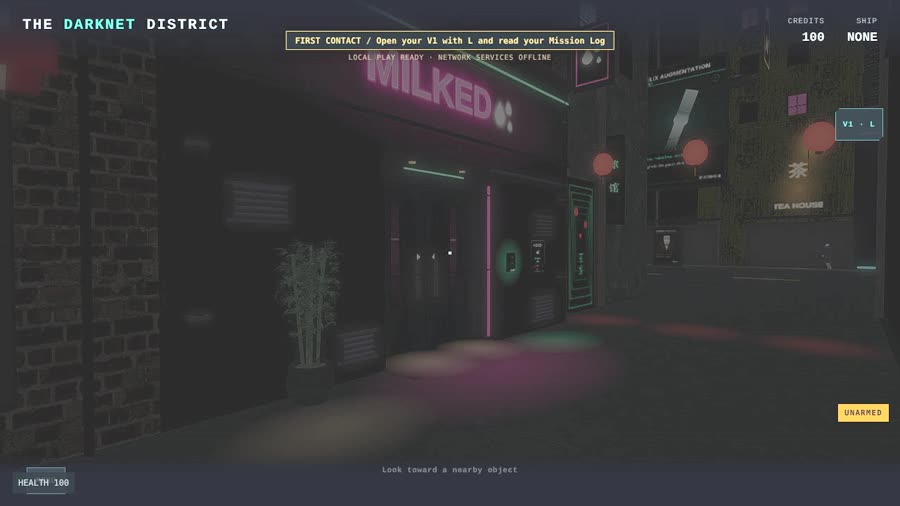 THE DARKNET DISTRICT
CREDITS
100
SHIP
NONE
FIRST CONTACT / Open your V1 with L and read your Mission Log
LOCAL PLAY READY · NETWORK SERVICES OFFLINE
MILKED
LIX AUGMENTATION
V1 · L
馆
茶
TEA HOUSE
UNARMED
Look toward a nearby object
HEALTH 100